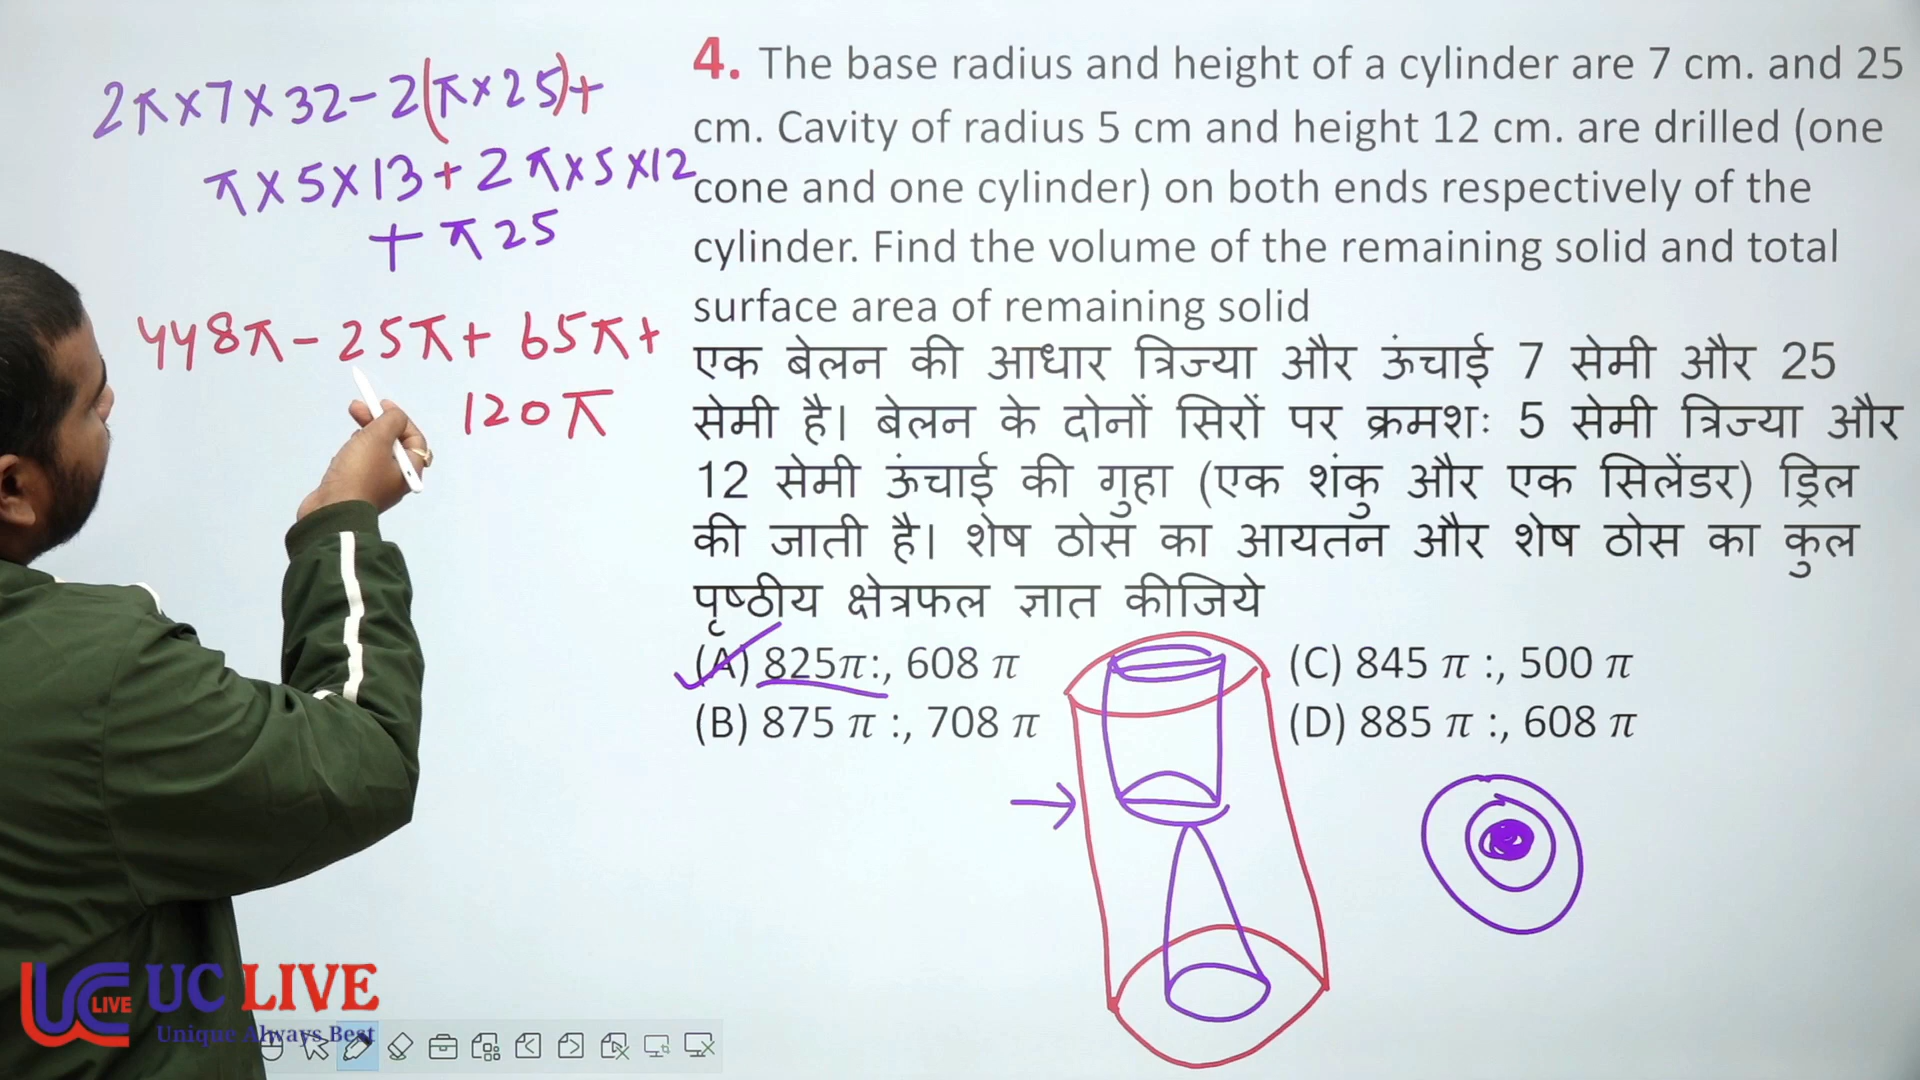 2π×7×32-2(π×25)+
π×5×13+2π×5×12
+π25
448π-25π+65π+
120π
4. The base radius and height of a cylinder are 7 cm. and 25
cm. Cavity of radius 5 cm and height 12 cm. are drilled (one
cone and one cylinder) on both ends respectively of the
cylinder. Find the volume of the remaining solid and total
surface area of remaining solid
एक बेलन की आधार त्रिज्या और ऊंचाई 7 सेमी और 25
सेमी है। बेलन के दोनों सिरों पर क्रमशः 5 सेमी त्रिज्या और
12 सेमी ऊंचाई की गुहा (एक शंकु और एक सिलेंडर) ड्रिल
की जाती है। शेष ठोस का आयतन और शेष ठोस का कुल
पृष्ठीय क्षेत्रफल ज्ञात कीजिये
(A) 825π:, 608 π (C) 845 π :, 500 π
(B) 875 π :, 708 π (D) 885 π :, 608 π
LIVE UC LIVE
Unique Always Best